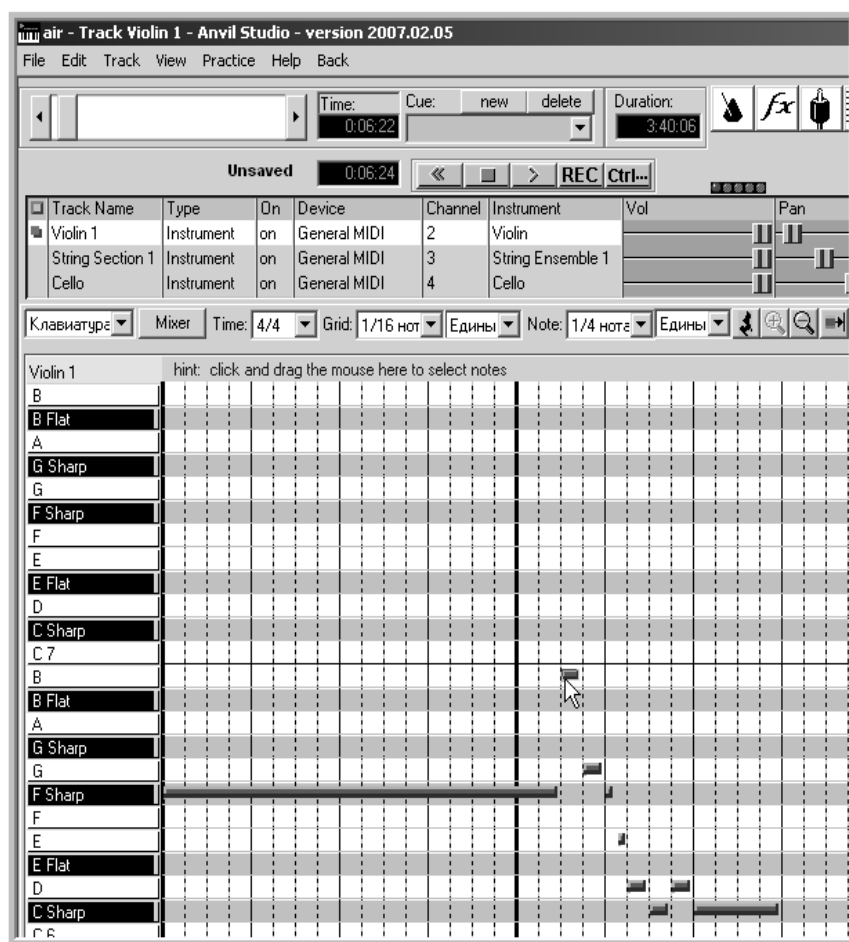 air - Track Violin 1 - Anvil Studio - version 2007.02.05
File Edit Track View Practice Help Back
Time: Cue: new delete Duration:
0:06:22 3:40:06
fx
Unsaved 0:06:24 REC Ctrl...
Track Name Type On Device Channel Instrument Vol Pan
Violin 1 Instrument on General MIDI 2 Violin
String Section 1 Instrument on General MIDI 3 String Ensemble 1
Cello Instrument on General MIDI 4 Cello
Клавиатура Mixer Time: 4/4 Grid: 1/16 нот Едины Note: 1/4 нота Едины
Violin 1 hint: click and drag the mouse here to select notes
B
B Flat
A
G Sharp
G
F Sharp
F
E
E Flat
D
C Sharp
C 7
B
B Flat
A
G Sharp
G
F Sharp
F
E
E Flat
D
C Sharp
C 6